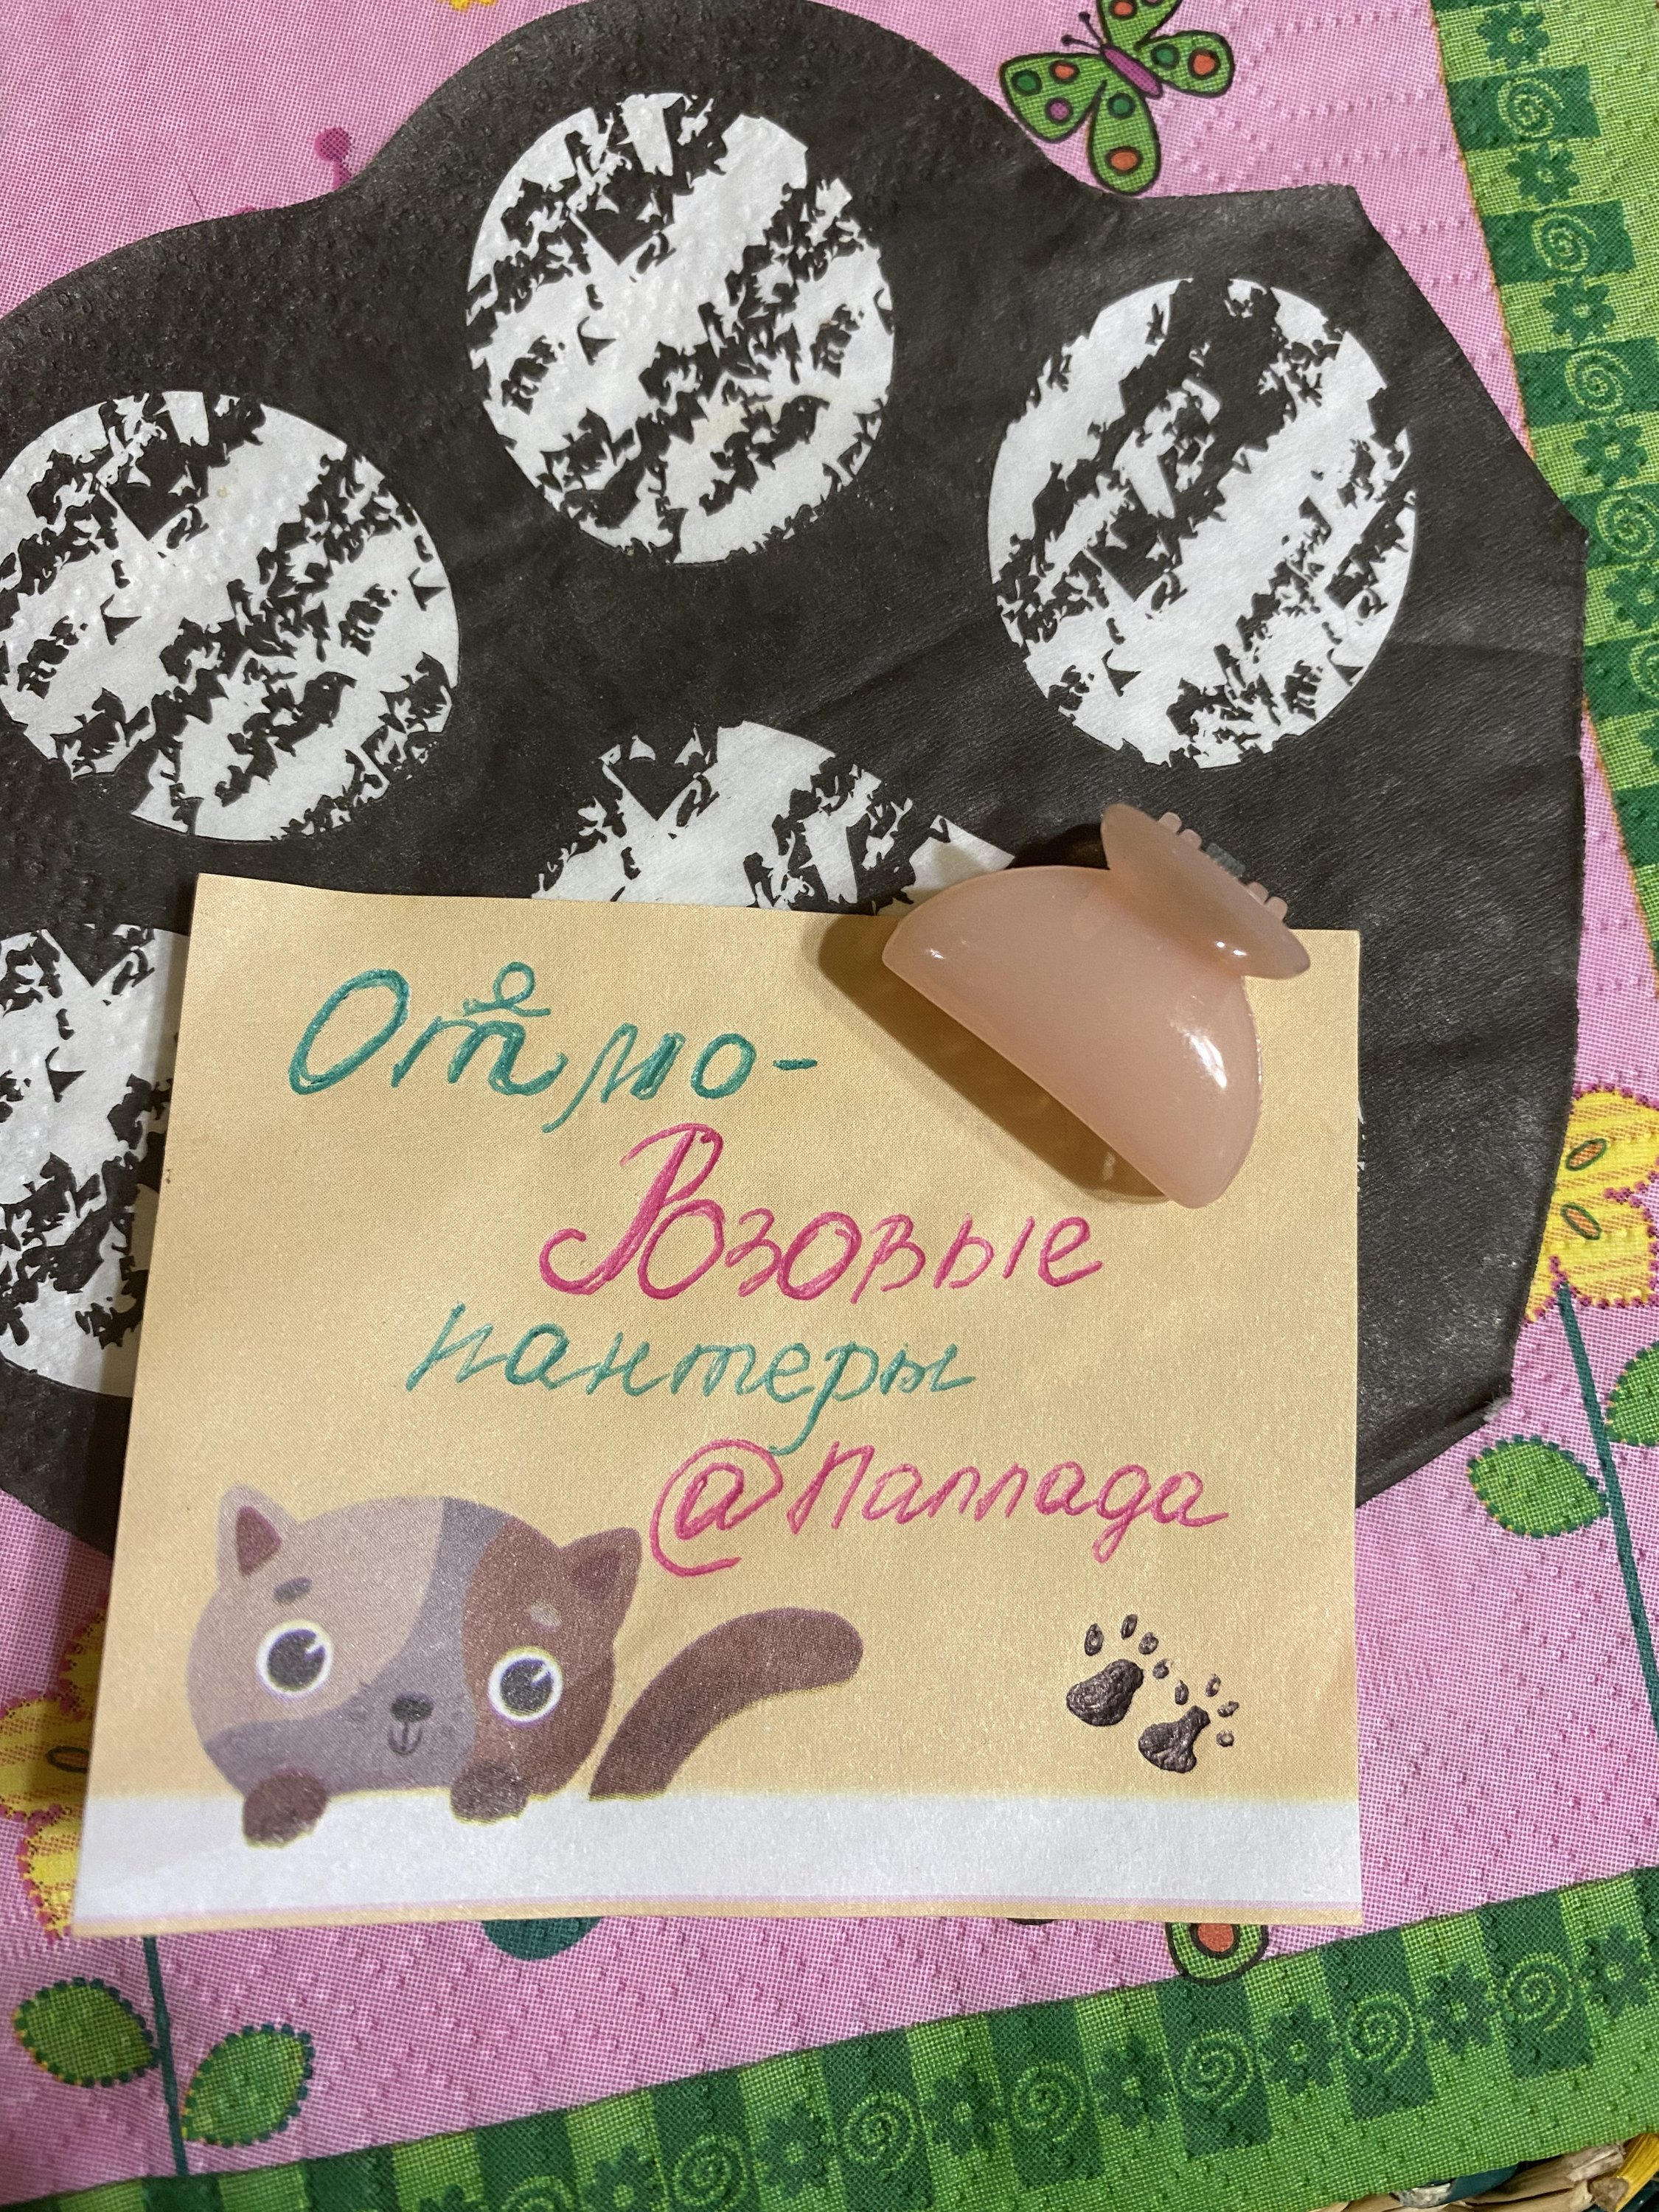 Отмо-
Розовые
пантеры
@Паллада